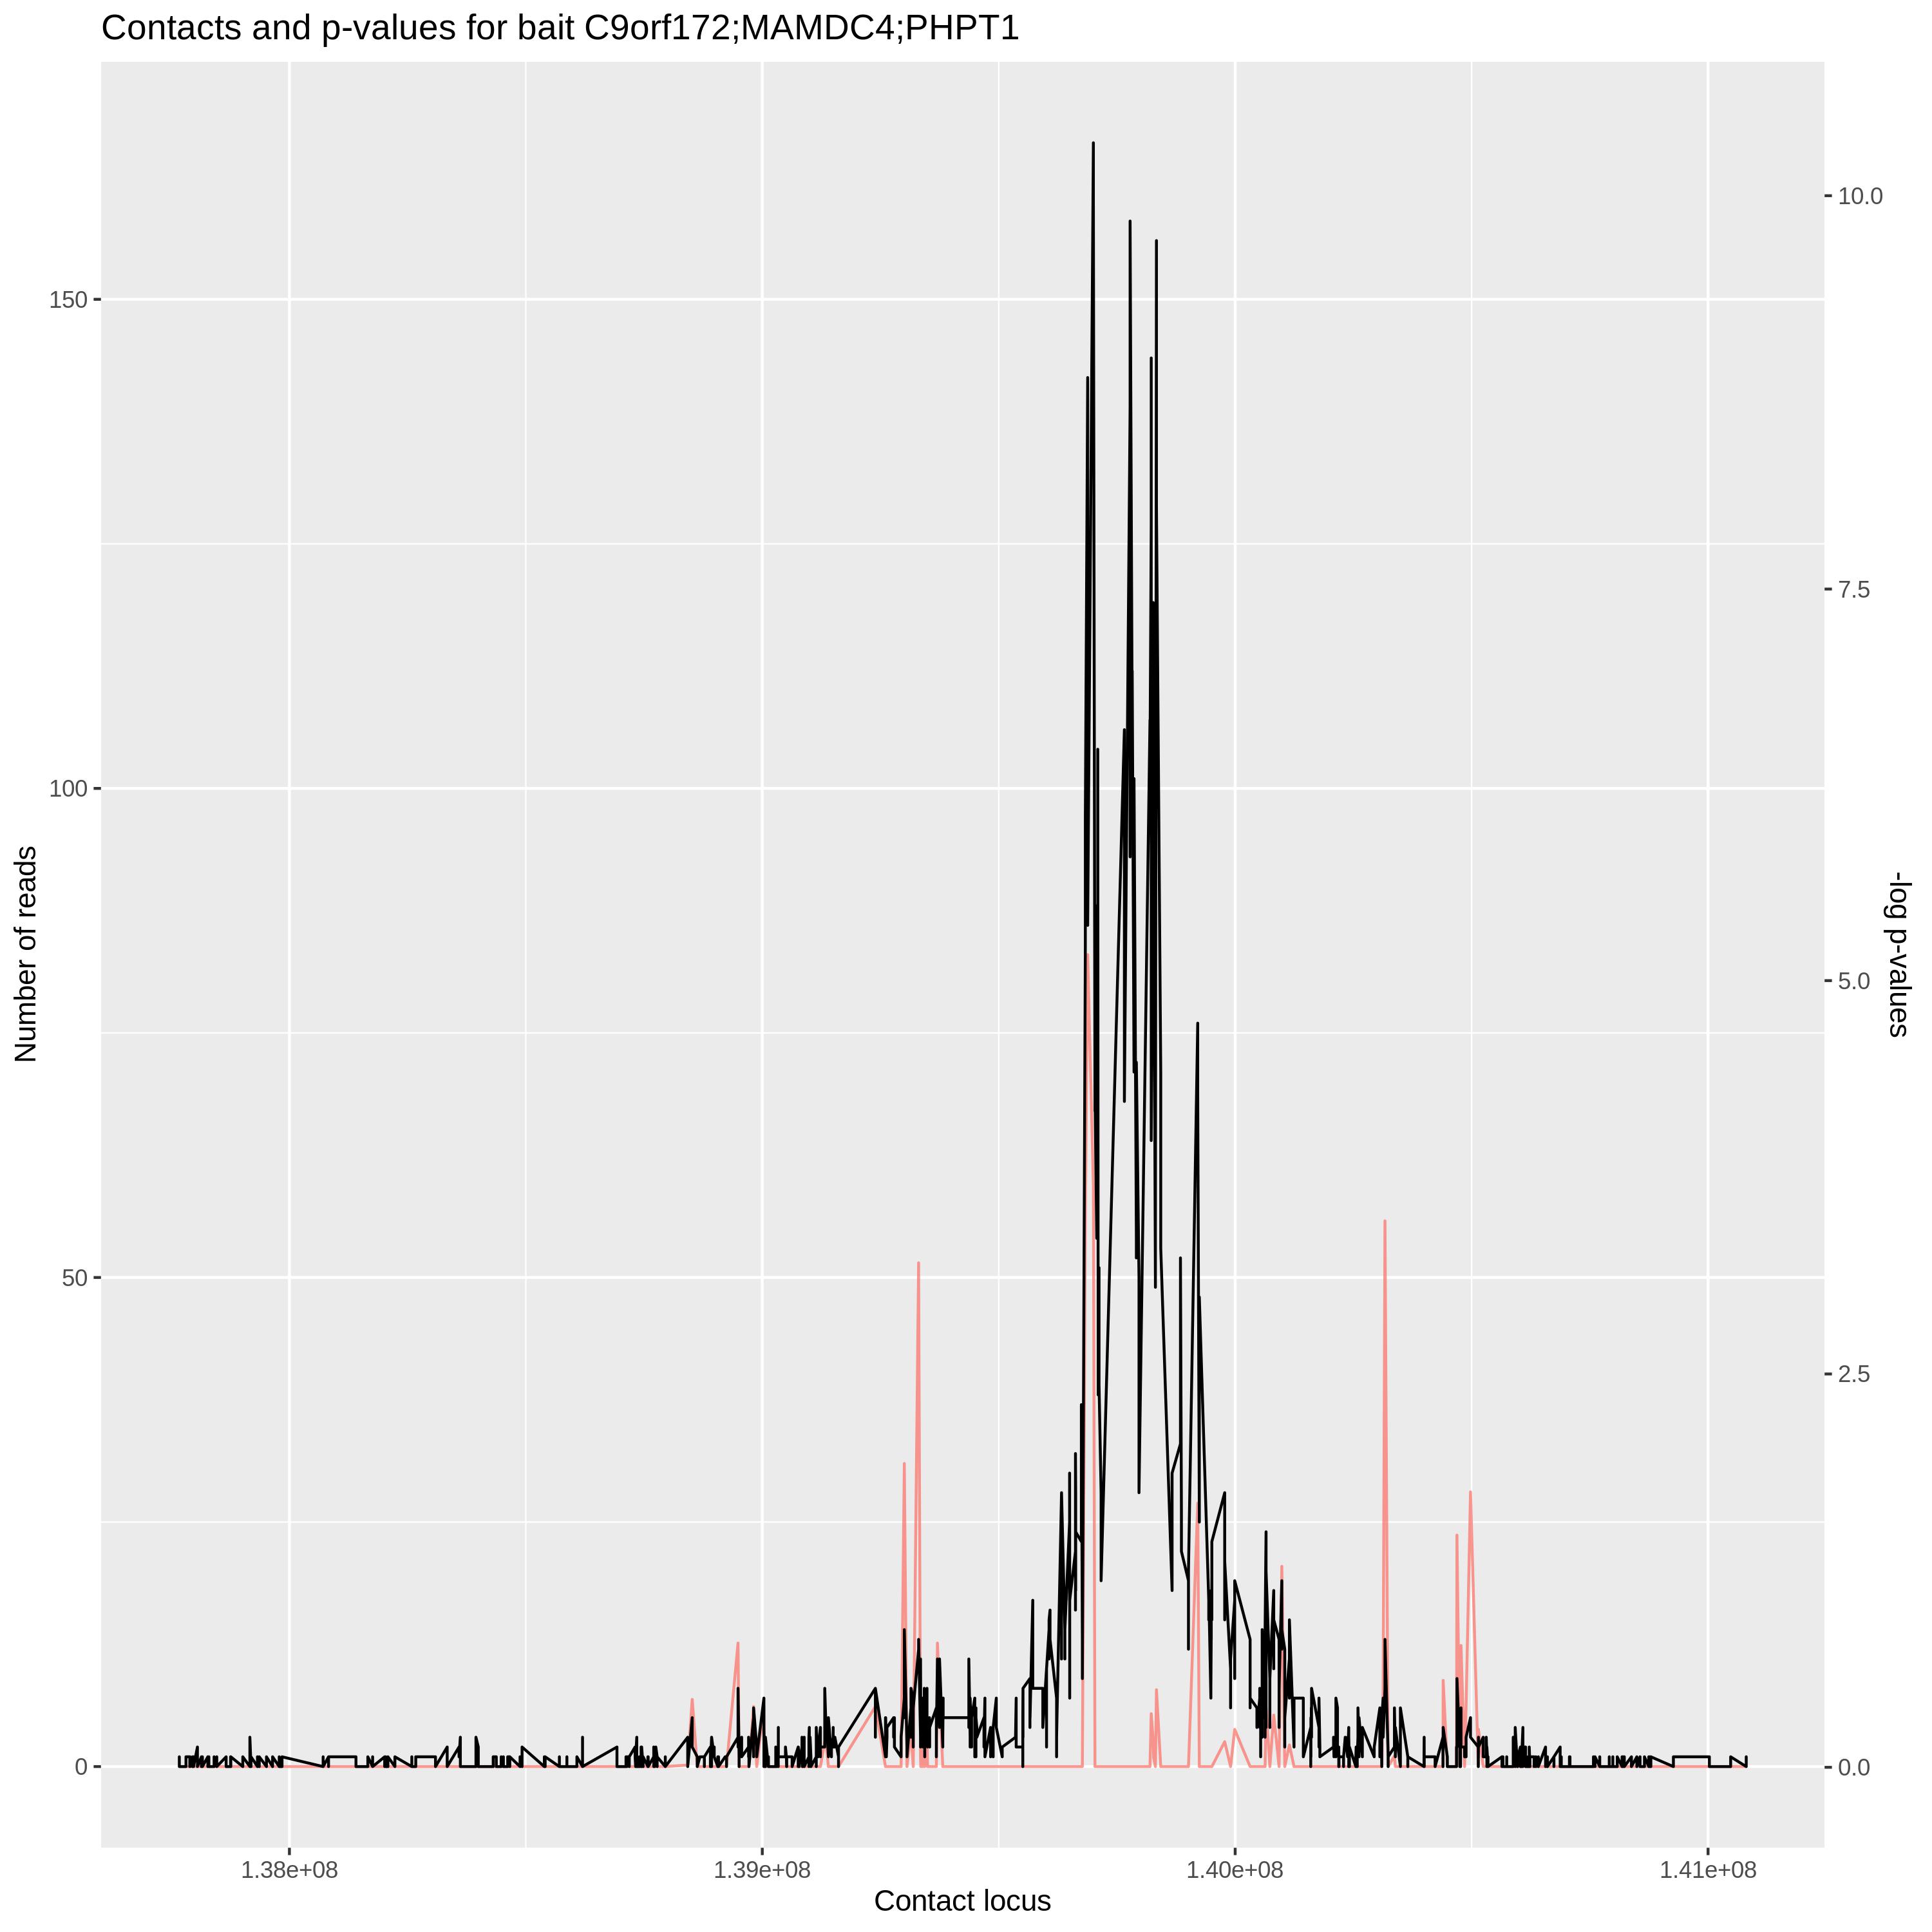 Contacts and p-values for bait C9orf172;MAMDC4;PHPT1
150
100
50
0
Number of reads
10.0
7.5
5.0
2.5
0.0
-log p-values
1.38e+08
1.39e+08
1.40e+08
1.41e+08
Contact locus